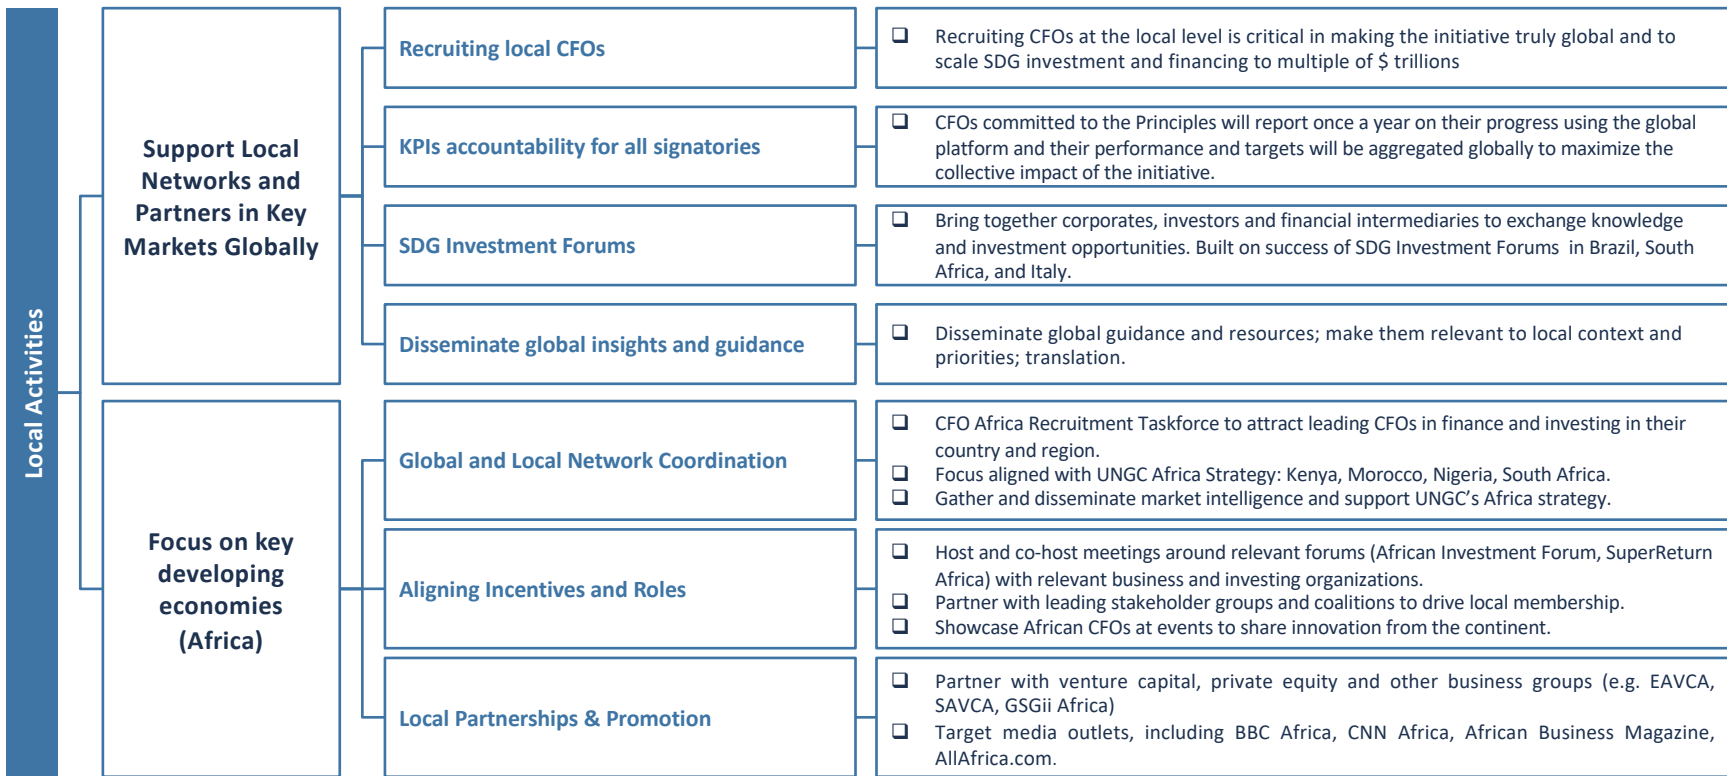 Local Activities
Support Local
Networks and
Partners in Key
Markets Globally
Recruiting local CFOs
❑ Recruiting CFOs at the local level is critical in making the initiative truly global and to
scale SDG investment and financing to multiple of $ trillions
KPIs accountability for all signatories
❑ CFOs committed to the Principles will report once a year on their progress using the global
platform and their performance and targets will be aggregated globally to maximize the
collective impact of the initiative.
SDG Investment Forums
❑ Bring together corporates, investors and financial intermediaries to exchange knowledge
and investment opportunities. Built on success of SDG Investment Forums in Brazil, South
Africa, and Italy.
Disseminate global insights and guidance
❑ Disseminate global guidance and resources; make them relevant to local context and
priorities; translation.
Focus on key
developing
economies
(Africa)
Global and Local Network Coordination
❑ CFO Africa Recruitment Taskforce to attract leading CFOs in finance and investing in their
country and region.
❑ Focus aligned with UNGC Africa Strategy: Kenya, Morocco, Nigeria, South Africa.
❑ Gather and disseminate market intelligence and support UNGC's Africa strategy.
Aligning Incentives and Roles
❑ Host and co-host meetings around relevant forums (African Investment Forum, SuperReturn
Africa) with relevant business and investing organizations.
❑ Partner with leading stakeholder groups and coalitions to drive local membership.
❑ Showcase African CFOs at events to share innovation from the continent.
Local Partnerships & Promotion
❑ Partner with venture capital, private equity and other business groups (e.g. EAVCA,
SAVCA, GSGii Africa)
❑ Target media outlets, including BBC Africa, CNN Africa, African Business Magazine,
AllAfrica.com.